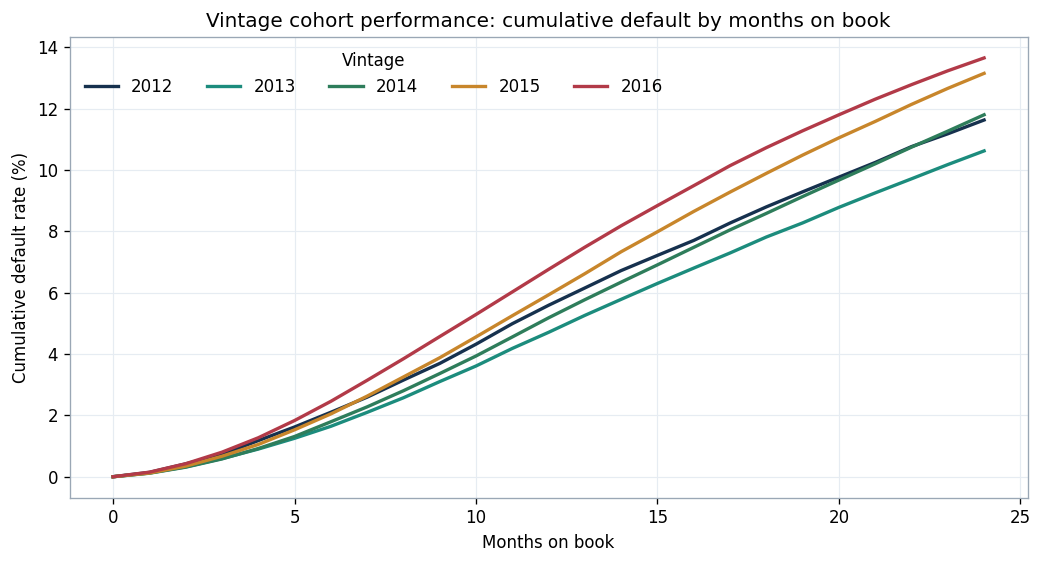 Vintage cohort performance: cumulative default by months on book
Vintage
2012 2013 2014 2015 2016
Cumulative default rate (%)
14
12
10
8
6
4
2
0
0 5 10 15 20 25
Months on book